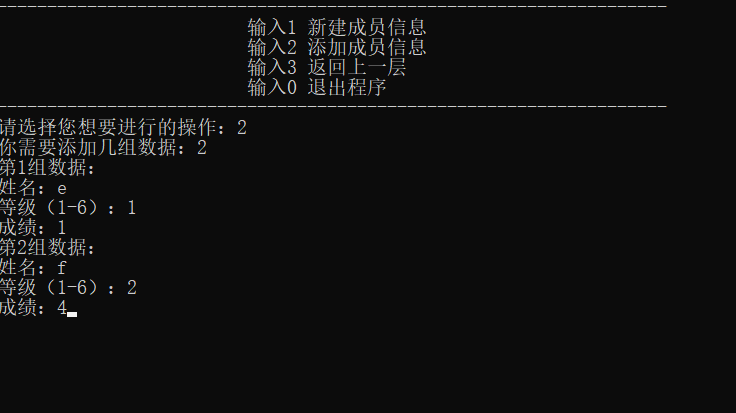 输入1 新建成员信息
输入2 添加成员信息
输入3 返回上一层
输入0 退出程序
请选择您想要进行的操作：2
你需要添加几组数据：2
第1组数据：
姓名：e
等级（1-6）：1
成绩：1
第2组数据：
姓名：f
等级（1-6）：2
成绩：4